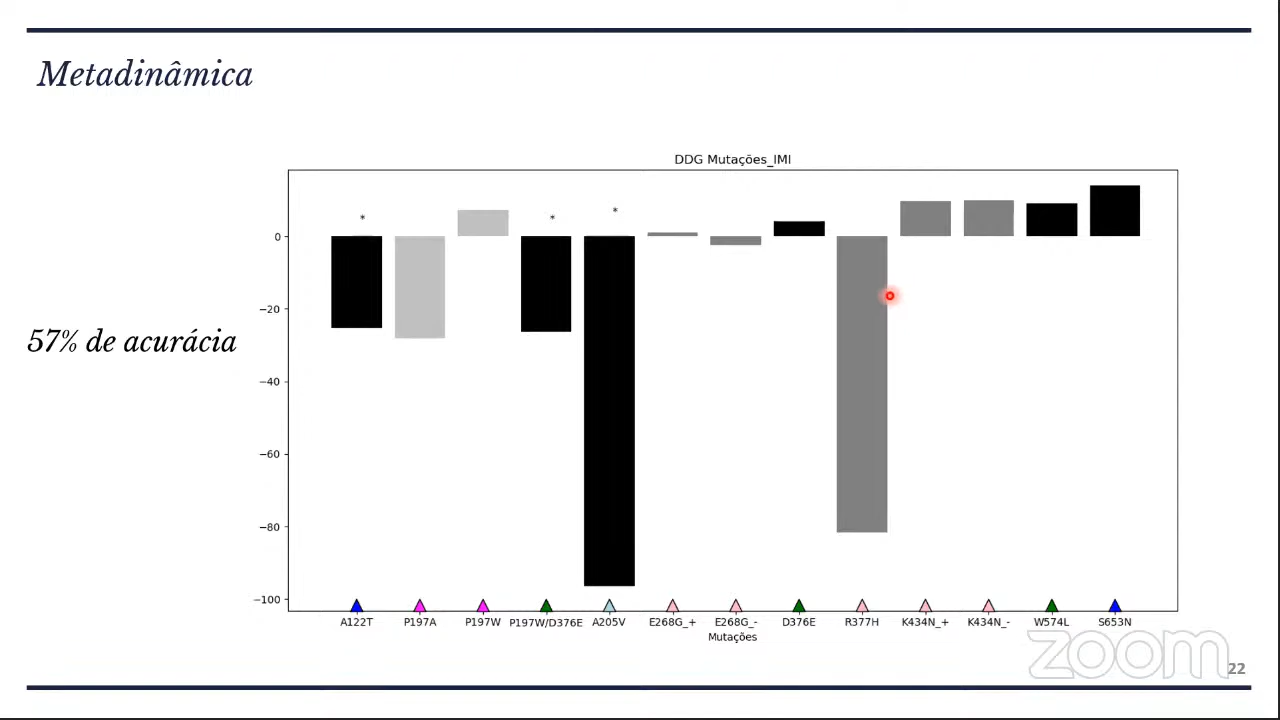 Metadinâmica
DDG Mutações_IMI
57% de acurácia
* * *
0
−20
−40
−60
−80
−100
A122T P197A P197W P197W/D376E A205V E268G_+ E268G_- D376E R377H K434N_+ K434N_- W574L S653N
Mutações
zoom
22